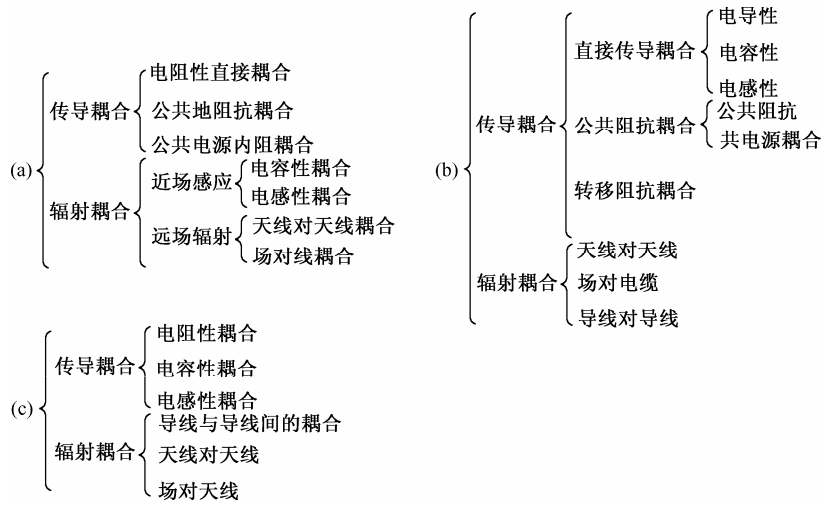 (a)
传导耦合
电阻性直接耦合
公共地阻抗耦合
公共电源内阻耦合
辐射耦合
近场感应
电容性耦合
电感性耦合
远场辐射
天线对天线耦合
场对线耦合
(b)
传导耦合
直接传导耦合
电导性
电容性
电感性
公共阻抗耦合
公共阻抗
共电源耦合
转移阻抗耦合
辐射耦合
天线对天线
场对电缆
导线对导线
(c)
传导耦合
电阻性耦合
电容性耦合
电感性耦合
辐射耦合
导线与导线间的耦合
天线对天线
场对天线